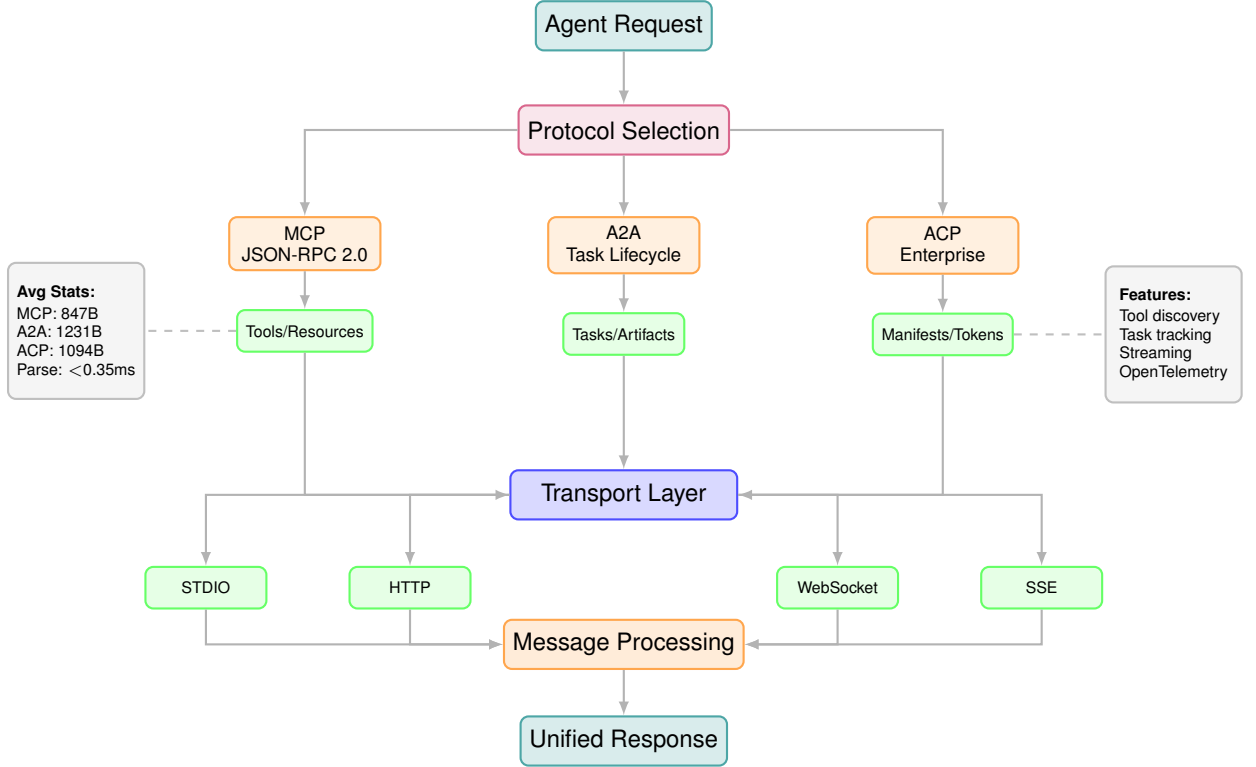 Agent Request
Protocol Selection
MCP
JSON-RPC 2.0
A2A
Task Lifecycle
ACP
Enterprise
Avg Stats:
MCP: 847B
A2A: 1231B
ACP: 1094B
Parse: <0.35ms
Tools/Resources
Tasks/Artifacts
Manifests/Tokens
Features:
Tool discovery
Task tracking
Streaming
OpenTelemetry
Transport Layer
STDIO
HTTP
WebSocket
SSE
Message Processing
Unified Response